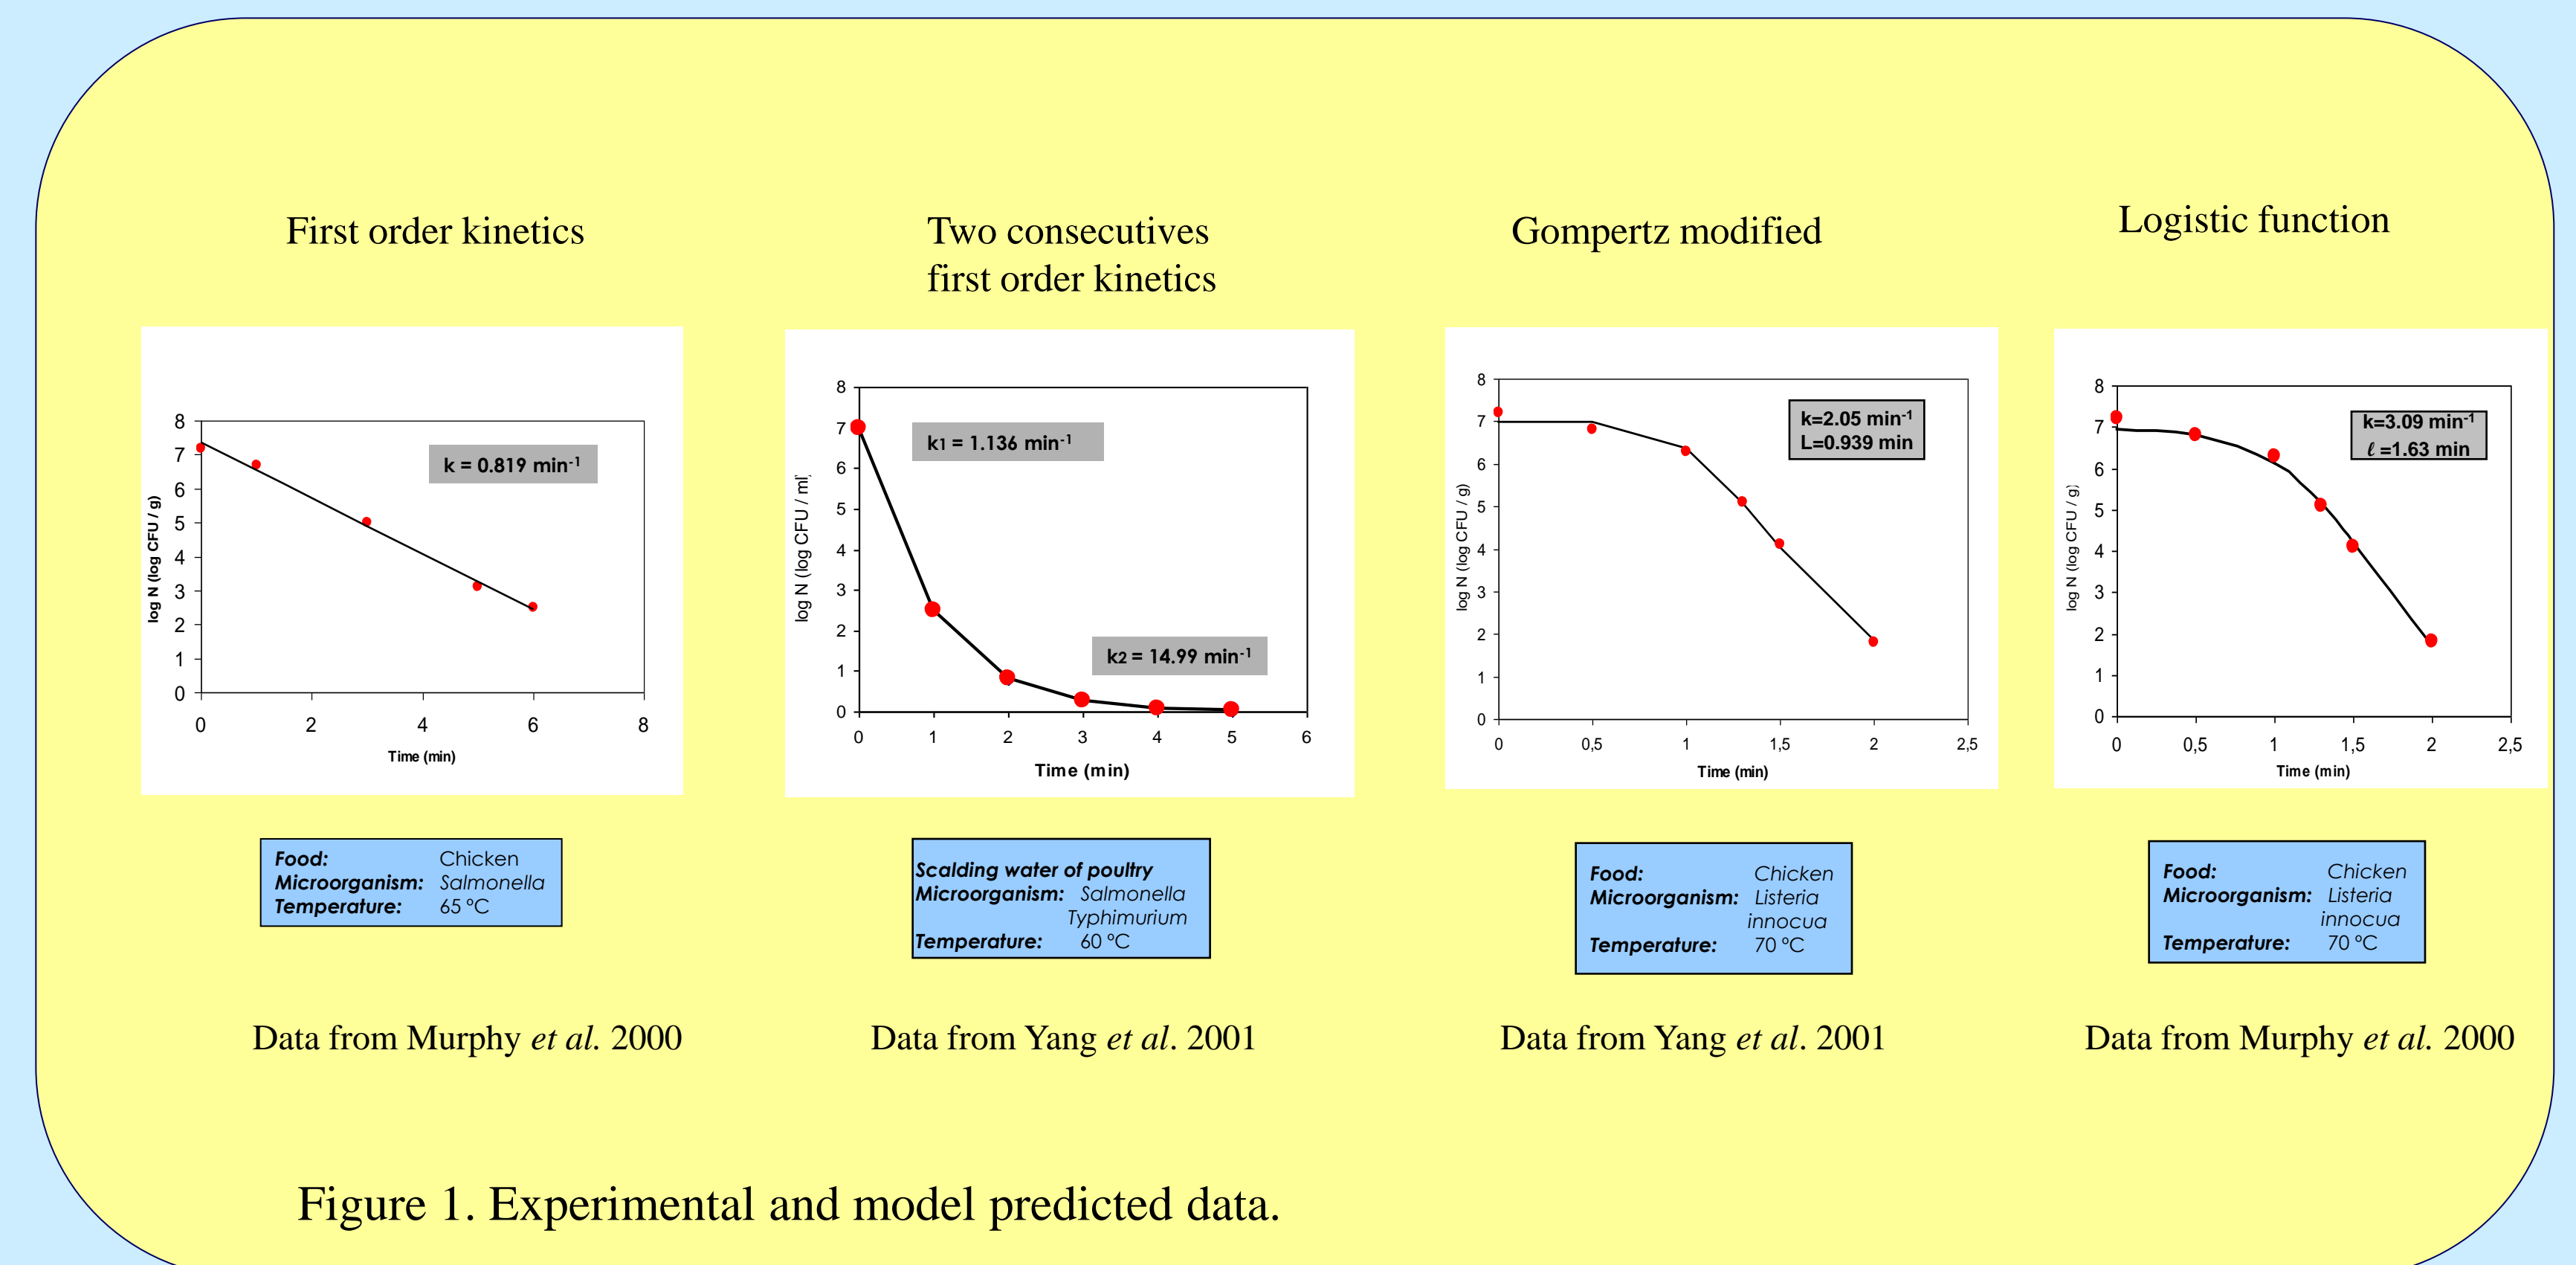 First order kinetics
Two consecutives
first order kinetics
Gompertz modified
Logistic function
8
7
6
5
4
3
2
1
0
log N (log CFU / g)
k = 0.819 min-1
0 2 4 6 8
Time (min)
8
7
6
5
4
3
2
1
0
log N (log CFU / ml)
k1 = 1.136 min-1
k2 = 14.99 min-1
0 1 2 3 4 5 6
Time (min)
8
7
6
5
4
3
2
1
0
log N (log CFU / g)
k=2.05 min-1
L=0.939 min
0 0,5 1 1,5 2 2,5
Time (min)
8
7
6
5
4
3
2
1
0
log N (log CFU / g)
k=3.09 min-1
ℓ =1.63 min
0 0,5 1 1,5 2 2,5
Time (min)
Food: Chicken
Microorganism: Salmonella
Temperature: 65 ºC
Scalding water of poultry
Microorganism: Salmonella
Typhimurium
Temperature: 60 ºC
Food: Chicken
Microorganism: Listeria
innocua
Temperature: 70 ºC
Food: Chicken
Microorganism: Listeria
innocua
Temperature: 70 ºC
Data from Murphy et al. 2000
Data from Yang et al. 2001
Data from Yang et al. 2001
Data from Murphy et al. 2000
Figure 1. Experimental and model predicted data.